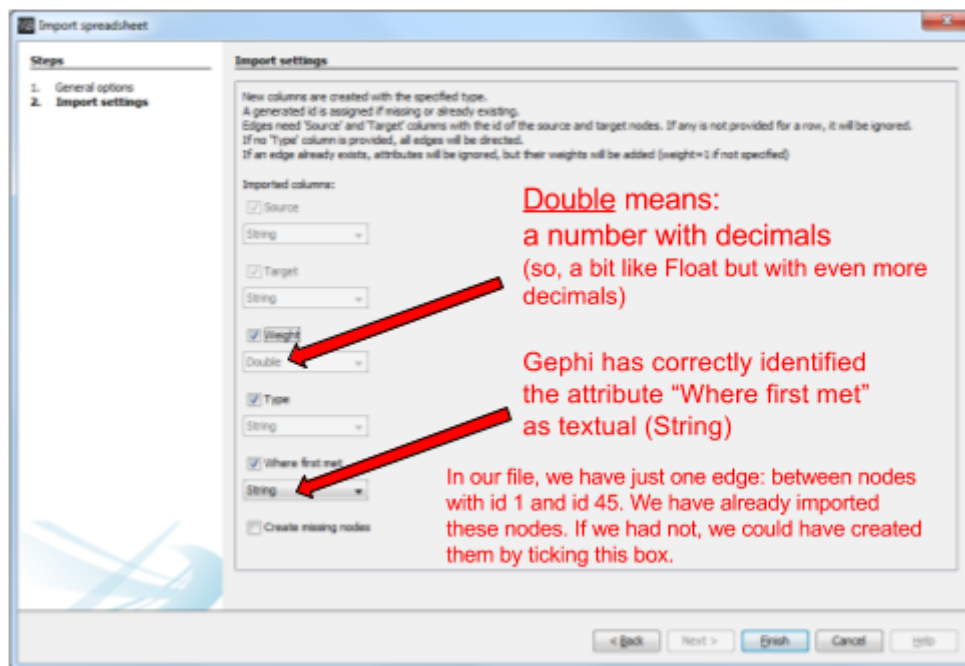 Import spreadsheet
Steps
1. General options
2. Import settings
Import settings
New columns are created with the specified type.
A generated id is assigned if missing or already existing.
Edges need 'Source' and 'Target' columns with the id of the source and target nodes. If any is not provided for a row, it will be ignored.
If no 'Type' column is provided, all edges will be directed.
If an edge already exists, attributes will be ignored, but their weights will be added (weight=1 if not specified)
Imported columns:
Source
String
Target
String
Weight
Double
Type
String
Where first met
String
Create missing nodes
Double means:
a number with decimals
(so, a bit like Float but with even more
decimals)
Gephi has correctly identified
the attribute “Where first met”
as textual (String)
In our file, we have just one edge: between nodes
with id 1 and id 45. We have already imported
these nodes. If we had not, we could have created
them by ticking this box.
< Back Next > Finish Cancel Help